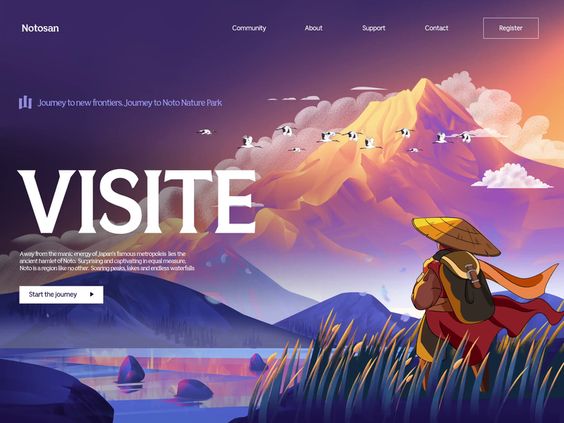 Notosan
Community
About
Support
Contact
Register
Journey to new frontiers. Journey to Noto Nature Park
VISITE
Away from the manic energy of Japan's famous metropoleis lies the
ancient hamlet of Noto. Surprising and captivating in equal measure,
Noto is a region like no other. Soaring peaks, lakes and endless waterfalls
Start the journey